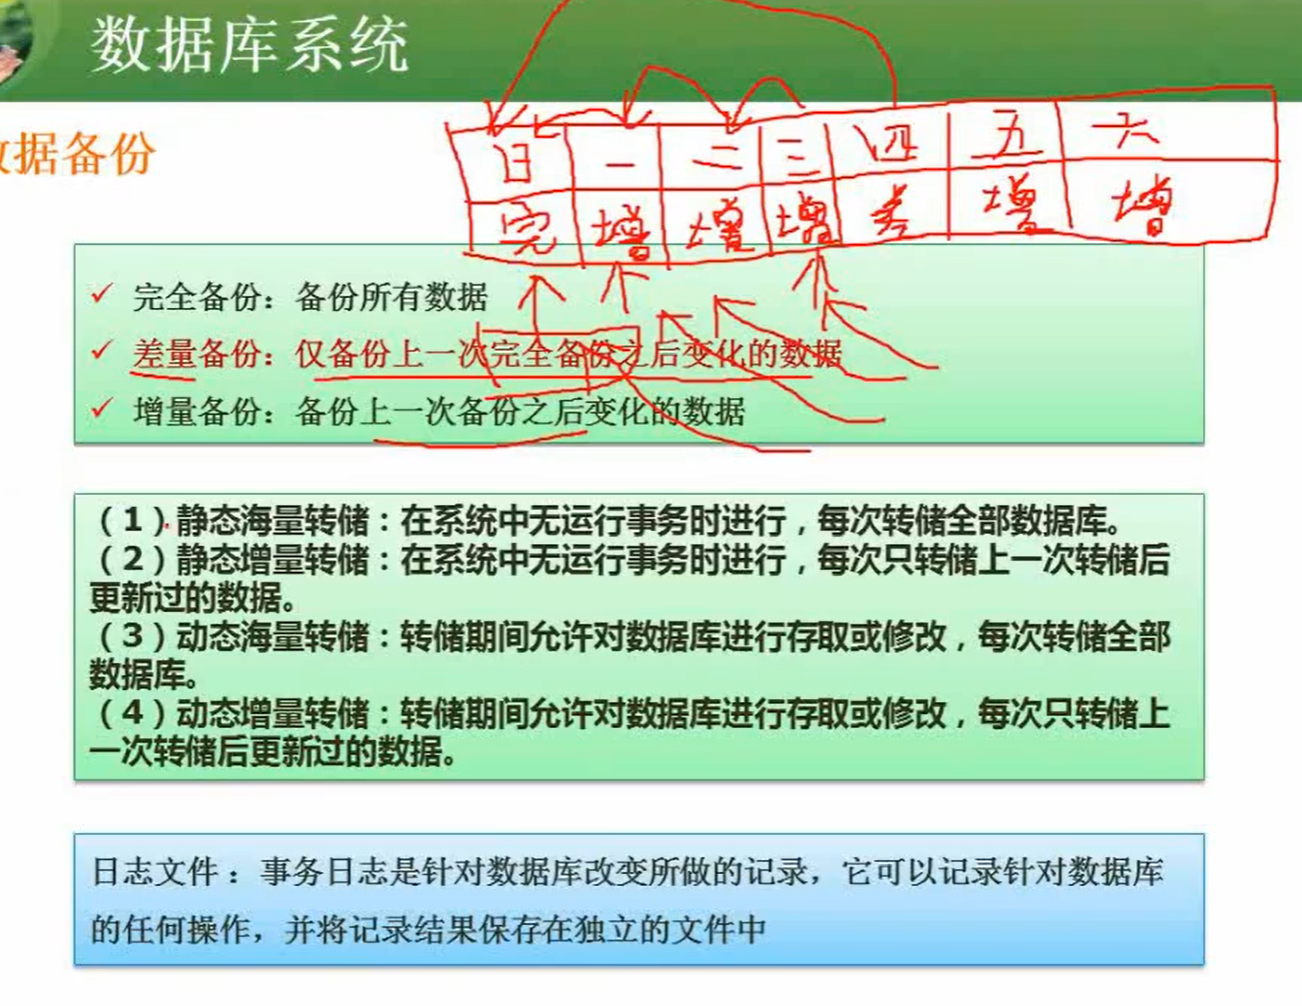 数据库系统
据备份
日 一 二 三 四 五 六
完 增 增 增 差 增 增
完全备份：备份所有数据
差量备份：仅备份上一次完全备份之后变化的数据
增量备份：备份上一次备份之后变化的数据
（1）静态海量转储：在系统中无运行事务时进行，每次转储全部数据库。
（2）静态增量转储：在系统中无运行事务时进行，每次只转储上一次转储后
更新过的数据。
（3）动态海量转储：转储期间允许对数据库进行存取或修改，每次转储全部
数据库。
（4）动态增量转储：转储期间允许对数据库进行存取或修改，每次只转储上
一次转储后更新过的数据。
日志文件：事务日志是针对数据库改变所做的记录，它可以记录针对数据库
的任何操作，并将记录结果保存在独立的文件中